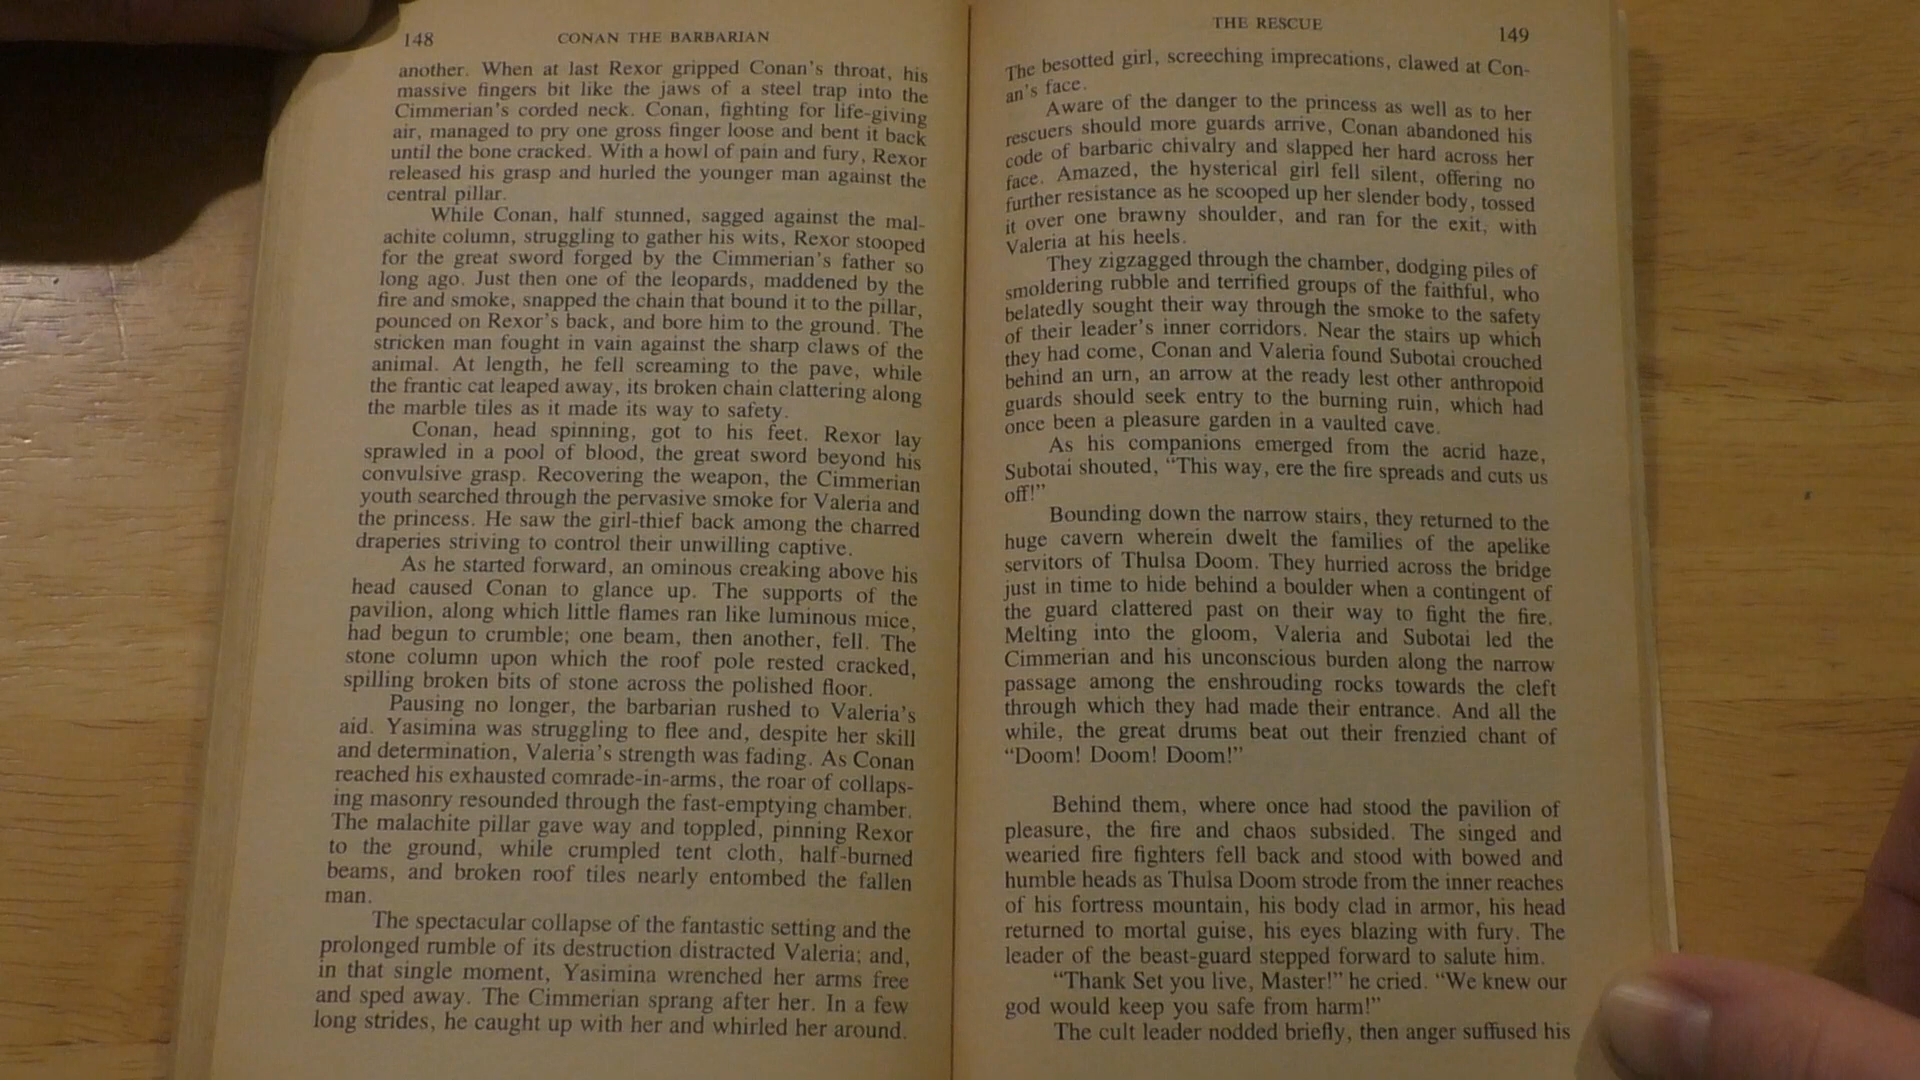 148
CONAN THE BARBARIAN
another. When at last Rexor gripped Conan's throat, his
massive fingers bit like the jaws of a steel trap into the
Cimmerian's corded neck. Conan, fighting for life-giving
air, managed to pry one gross finger loose and bent it back
until the bone cracked. With a howl of pain and fury, Rexor
released his grasp and hurled the younger man against the
central pillar.
While Conan, half stunned, sagged against the mal-
achite column, struggling to gather his wits, Rexor stooped
for the great sword forged by the Cimmerian's father so
long ago. Just then one of the leopards, maddened by the
fire and smoke, snapped the chain that bound it to the pillar,
pounced on Rexor's back, and bore him to the ground. The
stricken man fought in vain against the sharp claws of the
animal. At length, he fell screaming to the pave, while
the frantic cat leaped away, its broken chain clattering along
the marble tiles as it made its way to safety.
Conan, head spinning, got to his feet. Rexor lay
sprawled in a pool of blood, the great sword beyond his
convulsive grasp. Recovering the weapon, the Cimmerian
youth searched through the pervasive smoke for Valeria and
the princess. He saw the girl-thief back among the charred
draperies striving to control their unwilling captive.
As he started forward, an ominous creaking above his
head caused Conan to glance up. The supports of the
pavilion, along which little flames ran like luminous mice,
had begun to crumble; one beam, then another, fell. The
stone column upon which the roof pole rested cracked,
spilling broken bits of stone across the polished floor.
Pausing no longer, the barbarian rushed to Valeria's
aid. Yasimina was struggling to flee and, despite her skill
and determination, Valeria's strength was fading. As Conan
reached his exhausted comrade-in-arms, the roar of collaps-
ing masonry resounded through the fast-emptying chamber.
The malachite pillar gave way and toppled, pinning Rexor
to the ground, while crumpled tent cloth, half-burned
beams, and broken roof tiles nearly entombed the fallen
man.
The spectacular collapse of the fantastic setting and the
prolonged rumble of its destruction distracted Valeria; and,
in that single moment, Yasimina wrenched her arms free
and sped away. The Cimmerian sprang after her. In a few
long strides, he caught up with her and whirled her around.
THE RESCUE
149
The besotted girl, screeching imprecations, clawed at Con-
an's face.
Aware of the danger to the princess as well as to her
rescuers should more guards arrive, Conan abandoned his
code of barbaric chivalry and slapped her hard across her
face. Amazed, the hysterical girl fell silent, offering no
further resistance as he scooped up her slender body, tossed
it over one brawny shoulder, and ran for the exit, with
Valeria at his heels.
They zigzagged through the chamber, dodging piles of
smoldering rubble and terrified groups of the faithful, who
belatedly sought their way through the smoke to the safety
of their leader's inner corridors. Near the stairs up which
they had come, Conan and Valeria found Subotai crouched
behind an urn, an arrow at the ready lest other anthropoid
guards should seek entry to the burning ruin, which had
once been a pleasure garden in a vaulted cave.
As his companions emerged from the acrid haze,
Subotai shouted, “This way, ere the fire spreads and cuts us
off!”
Bounding down the narrow stairs, they returned to the
huge cavern wherein dwelt the families of the apelike
servitors of Thulsa Doom. They hurried across the bridge
just in time to hide behind a boulder when a contingent of
the guard clattered past on their way to fight the fire.
Melting into the gloom, Valeria and Subotai led the
Cimmerian and his unconscious burden along the narrow
passage among the enshrouding rocks towards the cleft
through which they had made their entrance. And all the
while, the great drums beat out their frenzied chant of
“Doom! Doom! Doom!”
Behind them, where once had stood the pavilion of
pleasure, the fire and chaos subsided. The singed and
wearied fire fighters fell back and stood with bowed and
humble heads as Thulsa Doom strode from the inner reaches
of his fortress mountain, his body clad in armor, his head
returned to mortal guise, his eyes blazing with fury. The
leader of the beast-guard stepped forward to salute him.
“Thank Set you live, Master!” he cried. “We knew our
god would keep you safe from harm!”
The cult leader nodded briefly, then anger suffused his